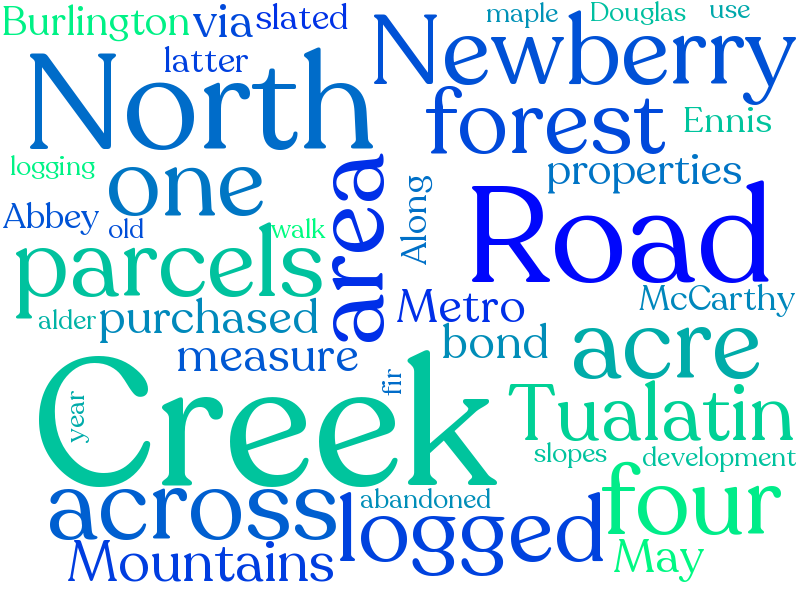 Burlington via slated maple Douglas use
North latter Newberry
forest Ennis
logging one area Along properties
Abbey old walk Road
parcels Metro McCarthy
alder purchased bond acre
measure
Creek fir Tualatin
year slopes development
across abandoned logged four
Mountains May